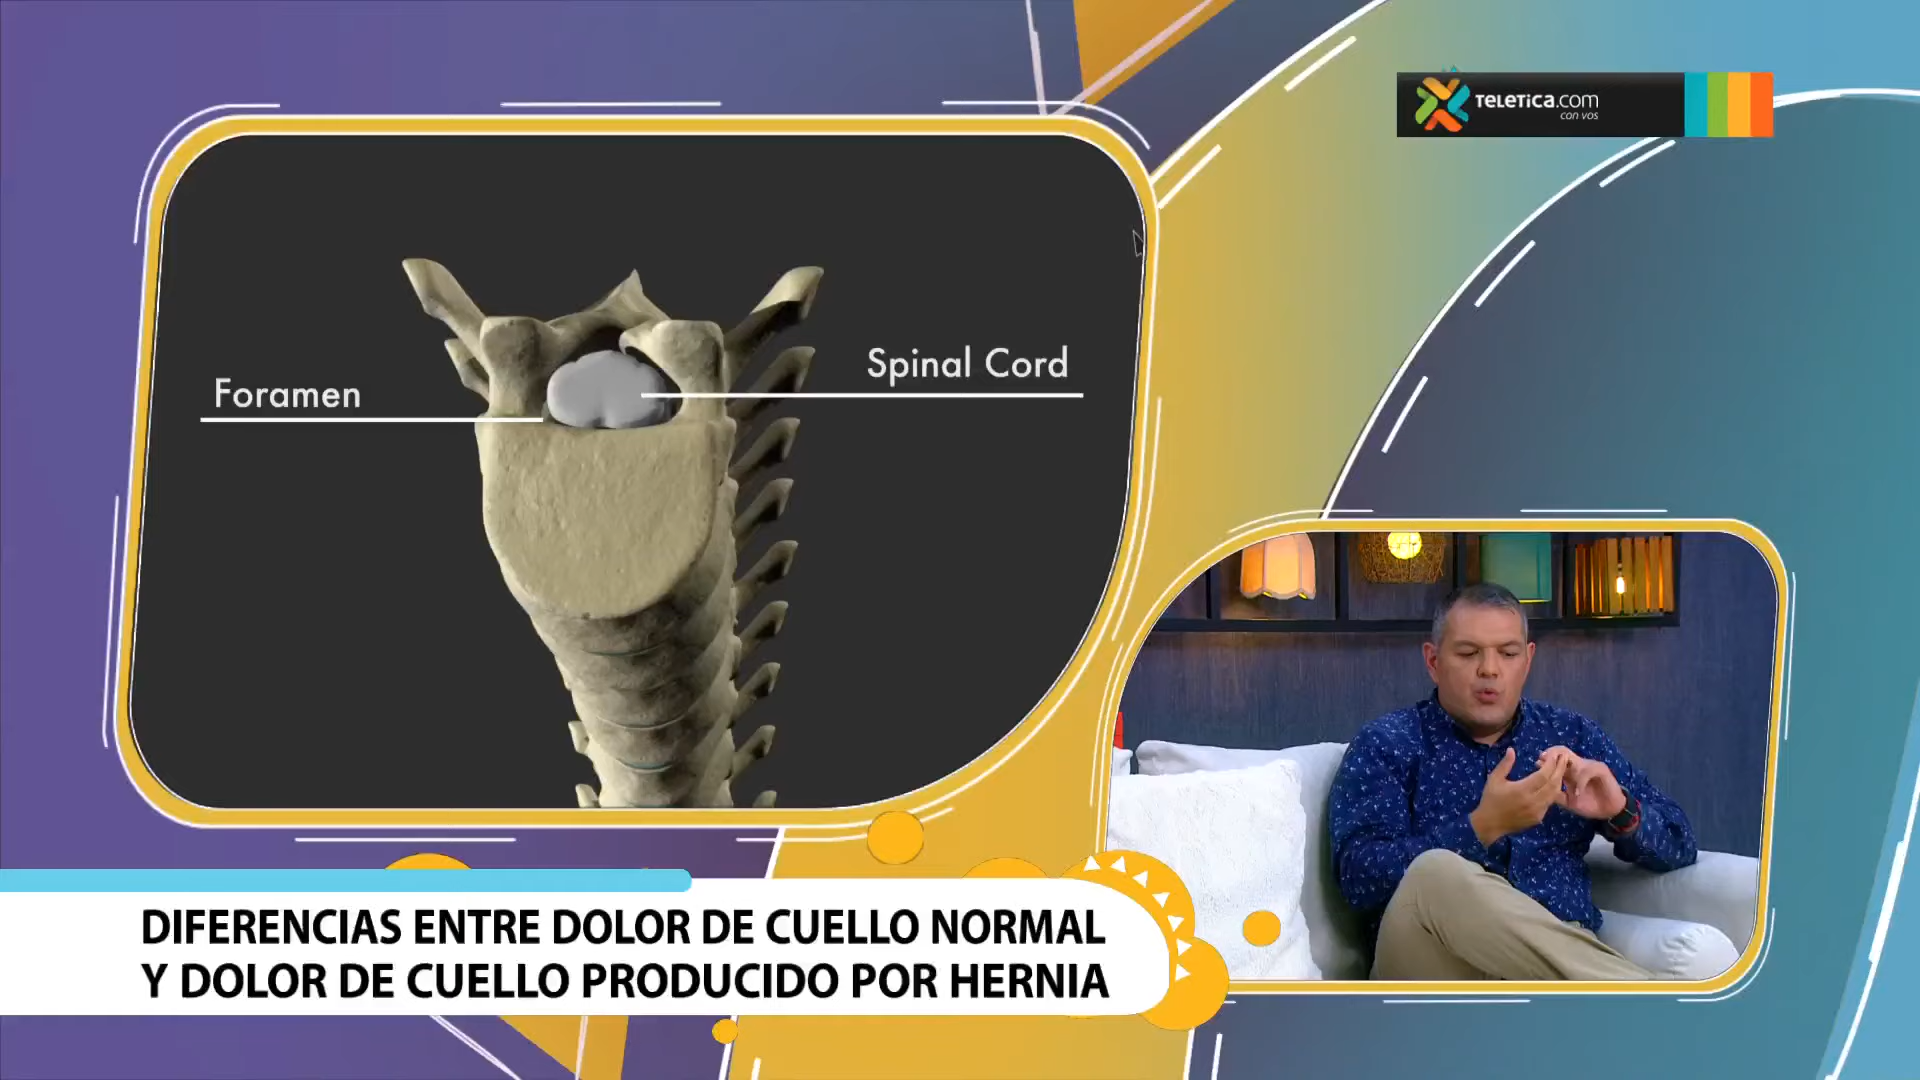 TELETICA.COM
con vos
Foramen
Spinal Cord
DIFERENCIAS ENTRE DOLOR DE CUELLO NORMAL
Y DOLOR DE CUELLO PRODUCIDO POR HERNIA